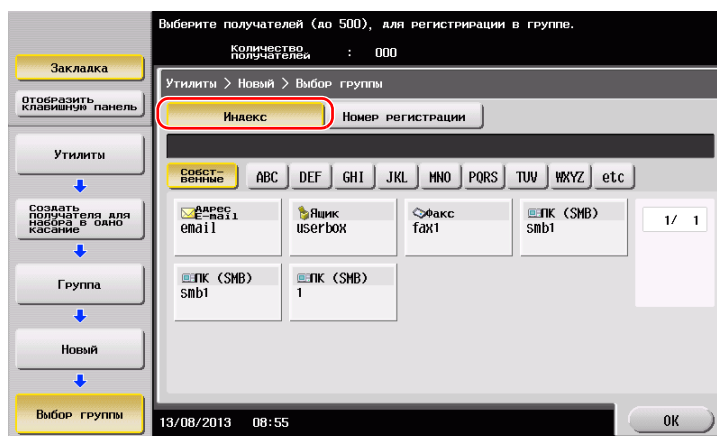 Выберите получателей (до 500), для регистрирации в группе.
Количество
получателей : 000
Закладка
Отобразить
клавишную панель
Утилиты
Создать
получателя для
набора в одно
касание
Группа
Новый
Выбор группы
Утилиты > Новый > Выбор группы
Индекс
Номер регистрации
Собст-
венные
ABC
DEF
GHI
JKL
MNO
PQRS
TUV
WXYZ
etc
Адрес
E-mail
email
Ящик
userbox
Факс
fax1
ПК (SMB)
smb1
1/ 1
ПК (SMB)
smb1
ПК (SMB)
1
13/08/2013 08:55
OK